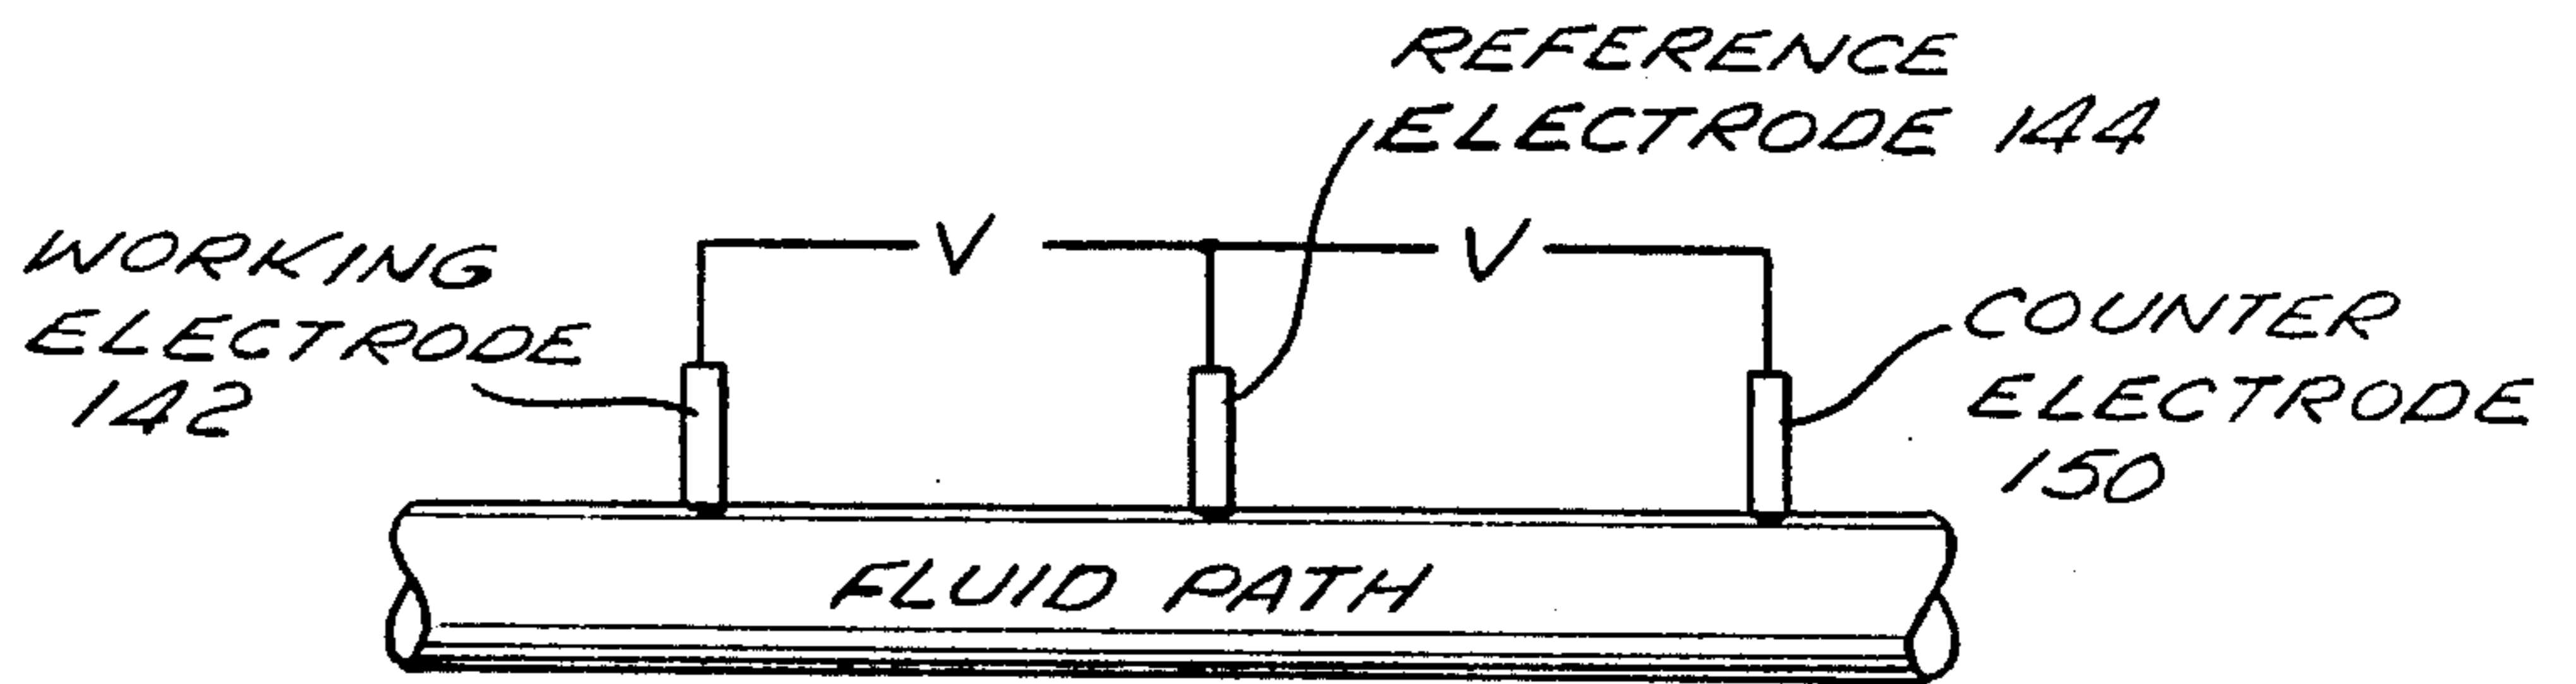 REFERENCE
ELECTRODE 144
WORKING
ELECTRODE
142
V
V
COUNTER
ELECTRODE
150
FLUID PATH